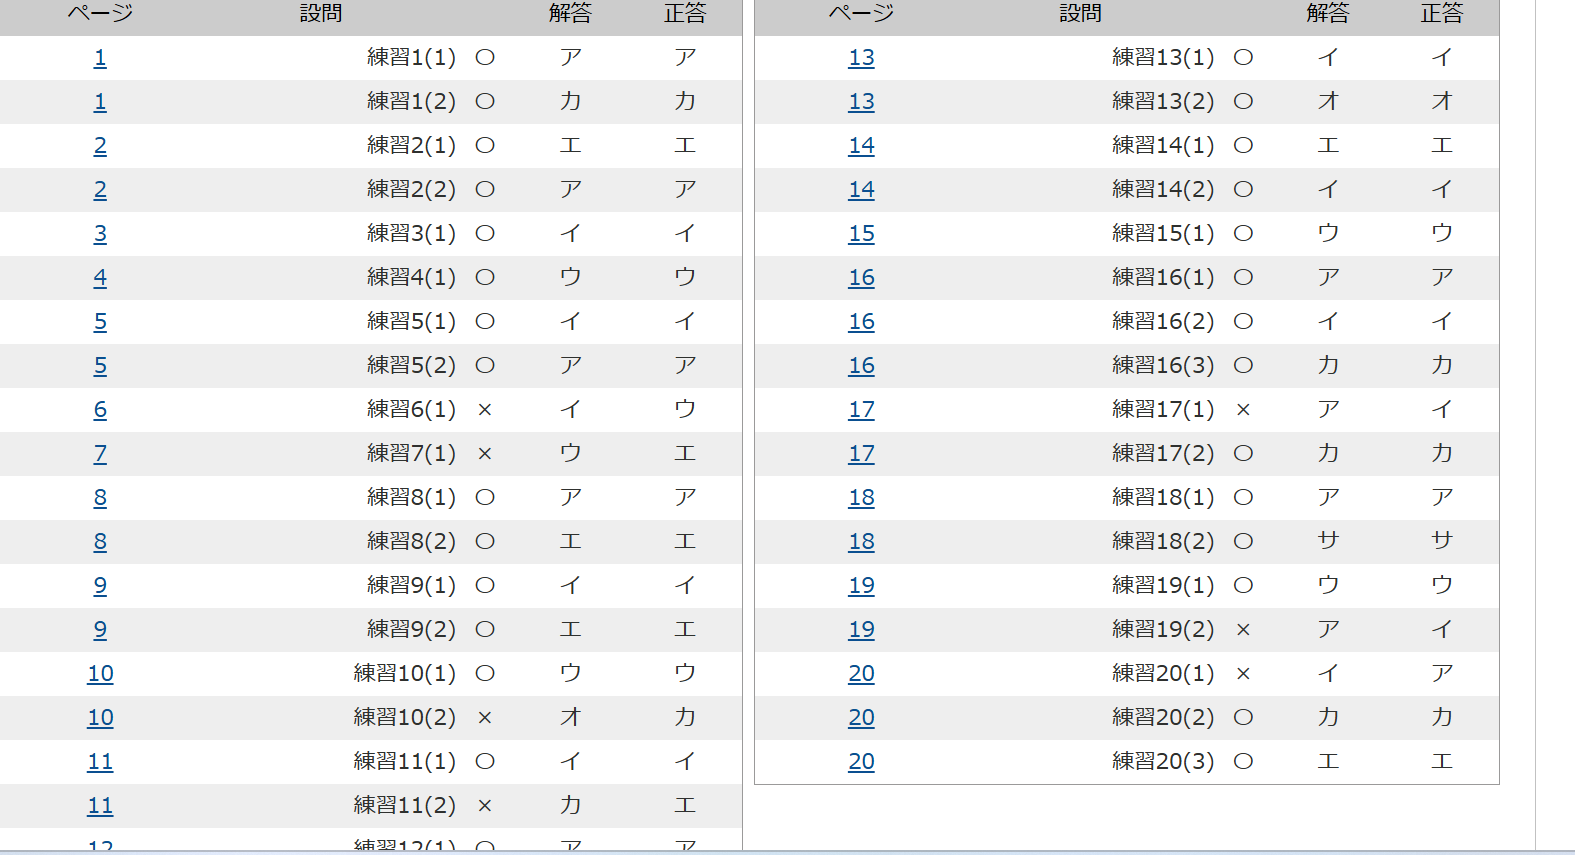 ページ 設問 解答 正答
1 練習1(1) 〇 ア ア
1 練習1(2) 〇 カ カ
2 練習2(1) 〇 エ エ
2 練習2(2) 〇 ア ア
3 練習3(1) 〇 イ イ
4 練習4(1) 〇 ウ ウ
5 練習5(1) 〇 イ イ
5 練習5(2) 〇 ア ア
6 練習6(1) × イ ウ
7 練習7(1) × ウ エ
8 練習8(1) 〇 ア ア
8 練習8(2) 〇 エ エ
9 練習9(1) 〇 イ イ
9 練習9(2) 〇 エ エ
10 練習10(1) 〇 ウ ウ
10 練習10(2) × オ カ
11 練習11(1) 〇 イ イ
11 練習11(2) × カ エ
12 練習12(1) 〇 ア ア
ページ 設問 解答 正答
13 練習13(1) 〇 イ イ
13 練習13(2) 〇 オ オ
14 練習14(1) 〇 エ エ
14 練習14(2) 〇 イ イ
15 練習15(1) 〇 ウ ウ
16 練習16(1) 〇 ア ア
16 練習16(2) 〇 イ イ
16 練習16(3) 〇 カ カ
17 練習17(1) × ア イ
17 練習17(2) 〇 カ カ
18 練習18(1) 〇 ア ア
18 練習18(2) 〇 サ サ
19 練習19(1) 〇 ウ ウ
19 練習19(2) × ア イ
20 練習20(1) × イ ア
20 練習20(2) 〇 カ カ
20 練習20(3) 〇 エ エ